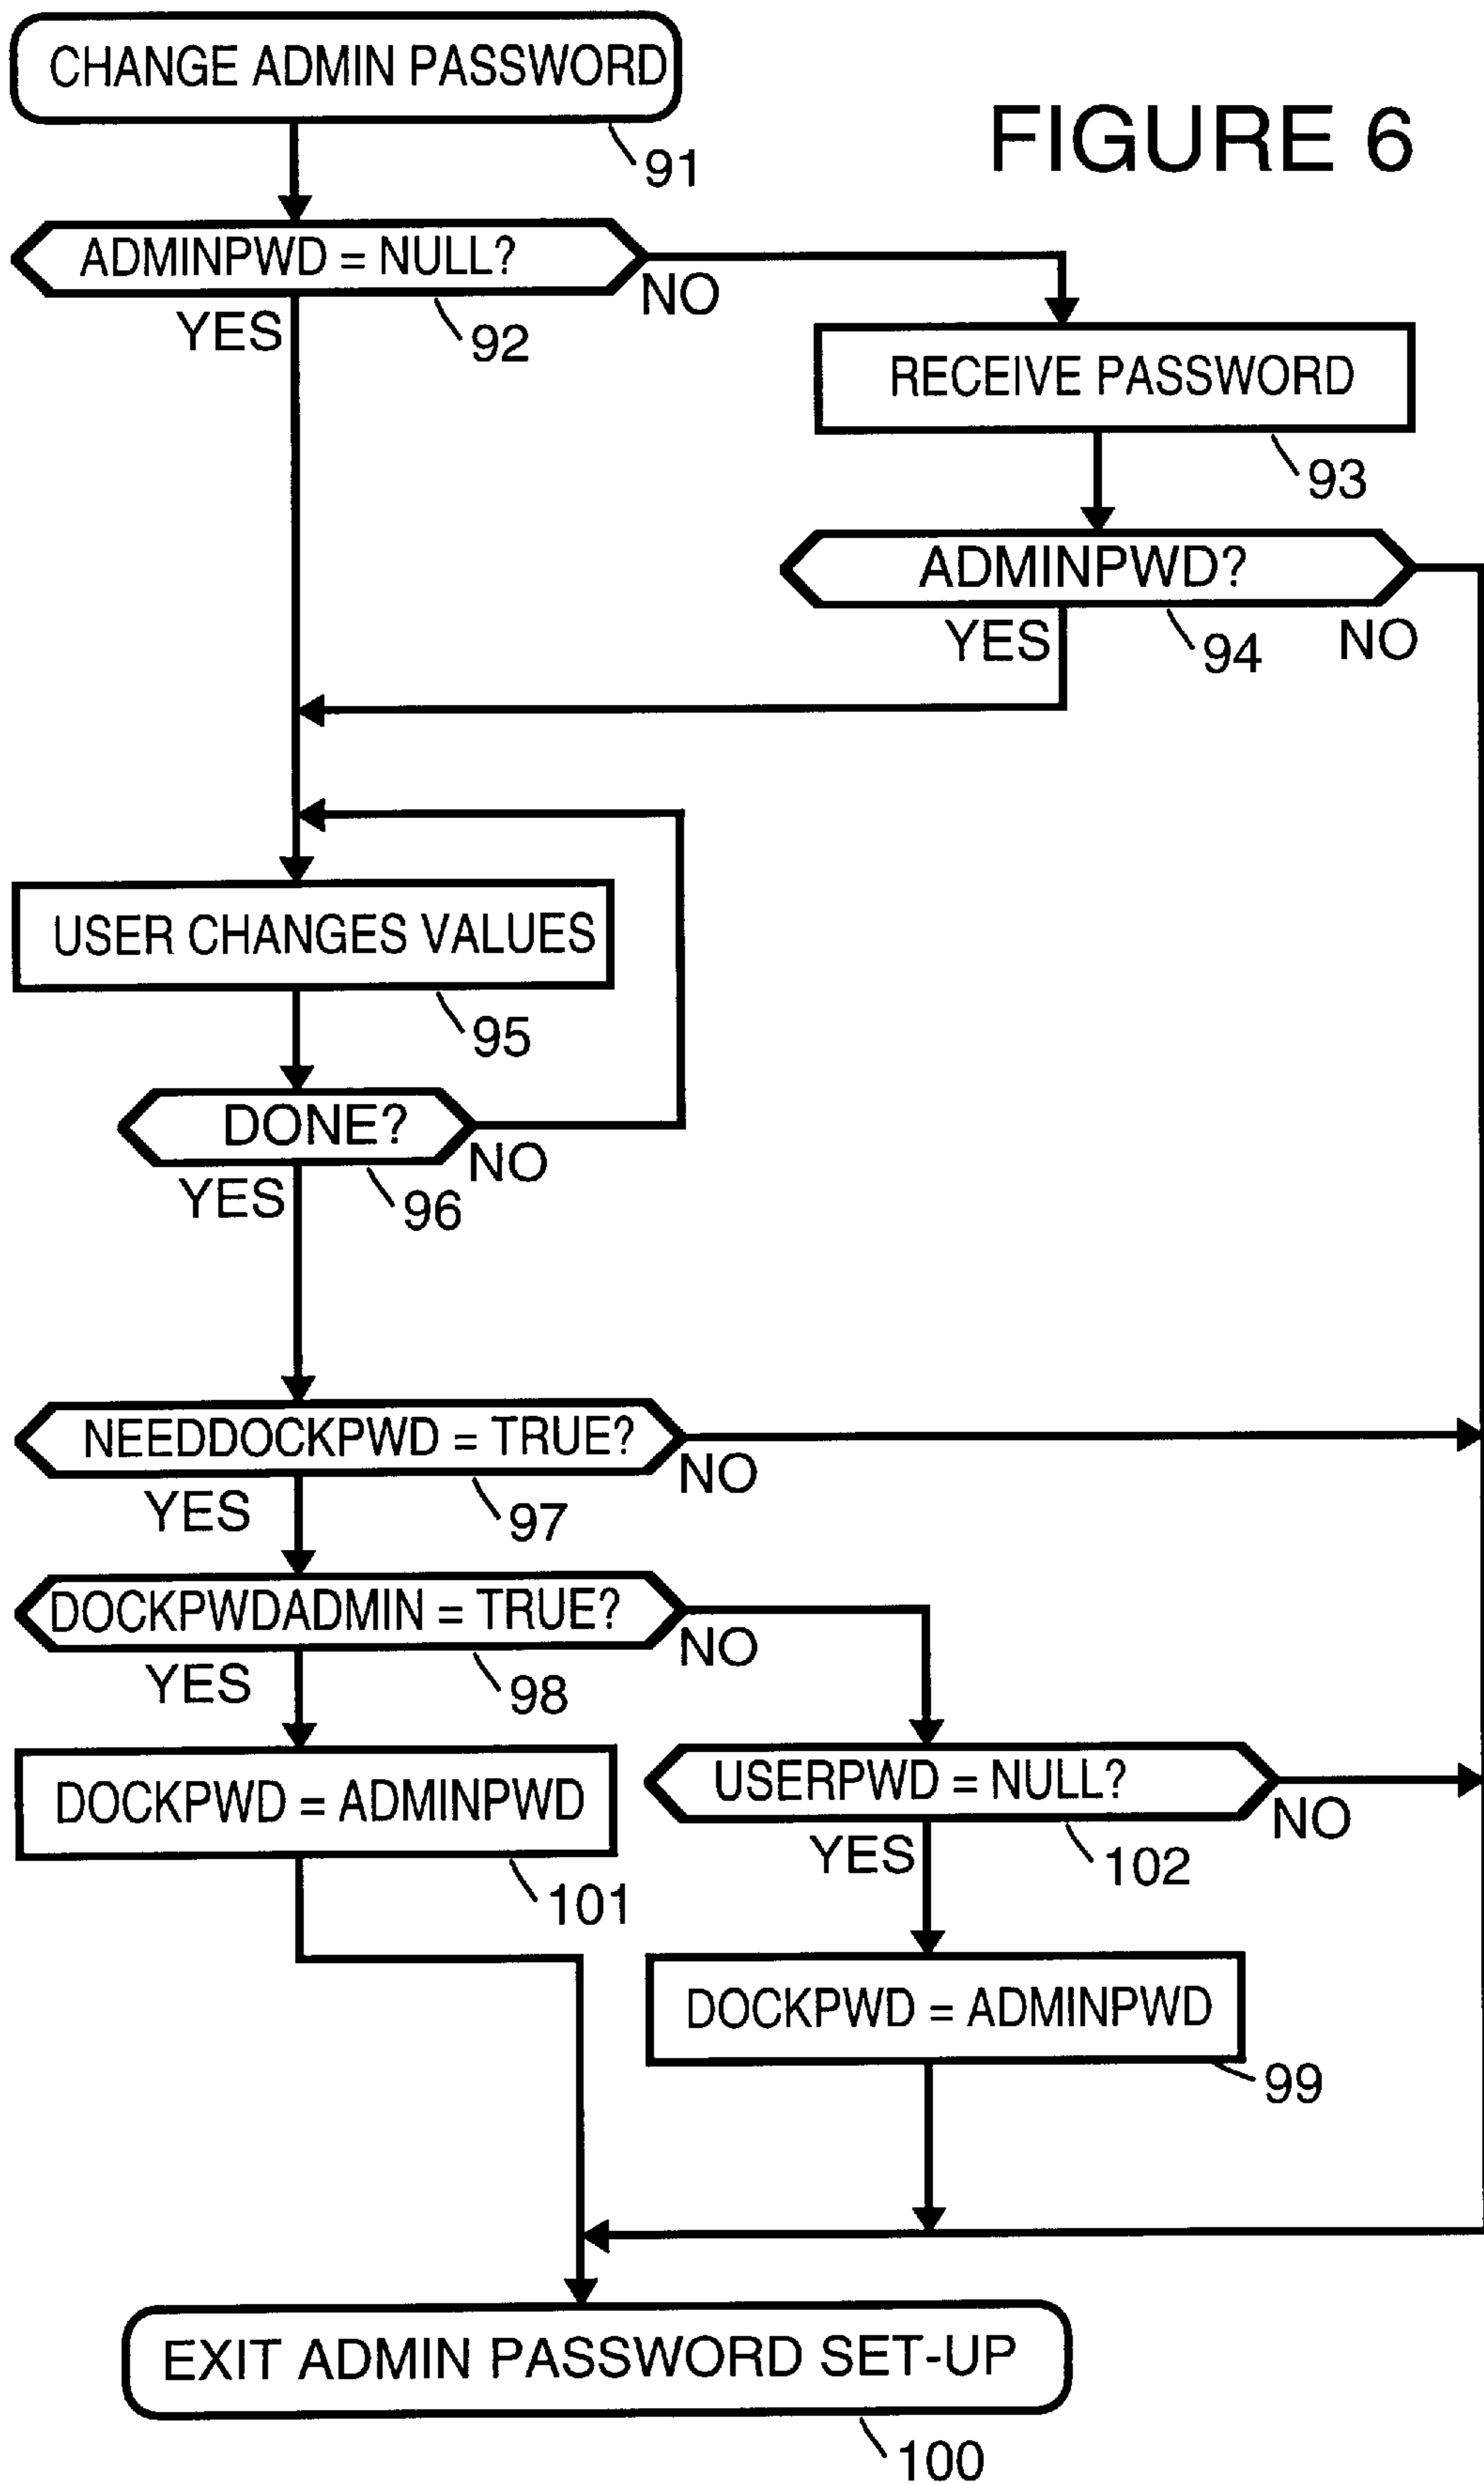 CHANGE ADMIN PASSWORD
91
FIGURE 6
ADMINPWD = NULL?
NO
YES
92
RECEIVE PASSWORD
93
ADMINPWD?
YES
94
NO
USER CHANGES VALUES
95
DONE?
NO
YES
96
NEEDDOCKPWD = TRUE?
NO
YES
97
DOCKPWDADMIN = TRUE?
NO
YES
98
DOCKPWD = ADMINPWD
101
USERPWD = NULL?
NO
YES
102
DOCKPWD = ADMINPWD
99
EXIT ADMIN PASSWORD SET-UP
100